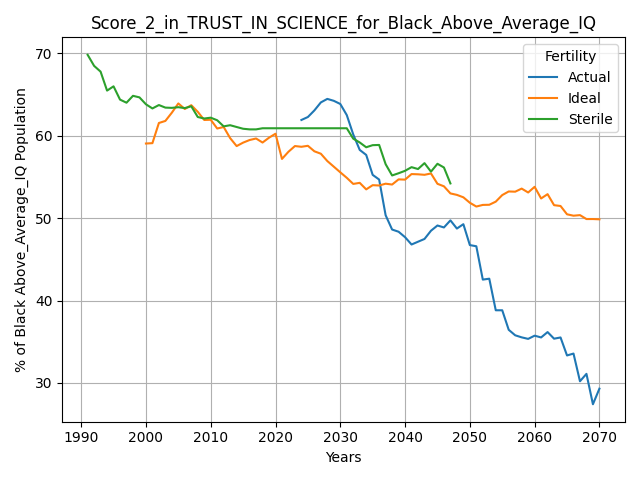 Score_2_in_TRUST_IN_SCIENCE_for_Black_Above_Average_IQ
% of Black Above_Average_IQ Population
70
60
50
40
30
Fertility
Actual
Ideal
Sterile
1990 2000 2010 2020 2030 2040 2050 2060 2070
Years